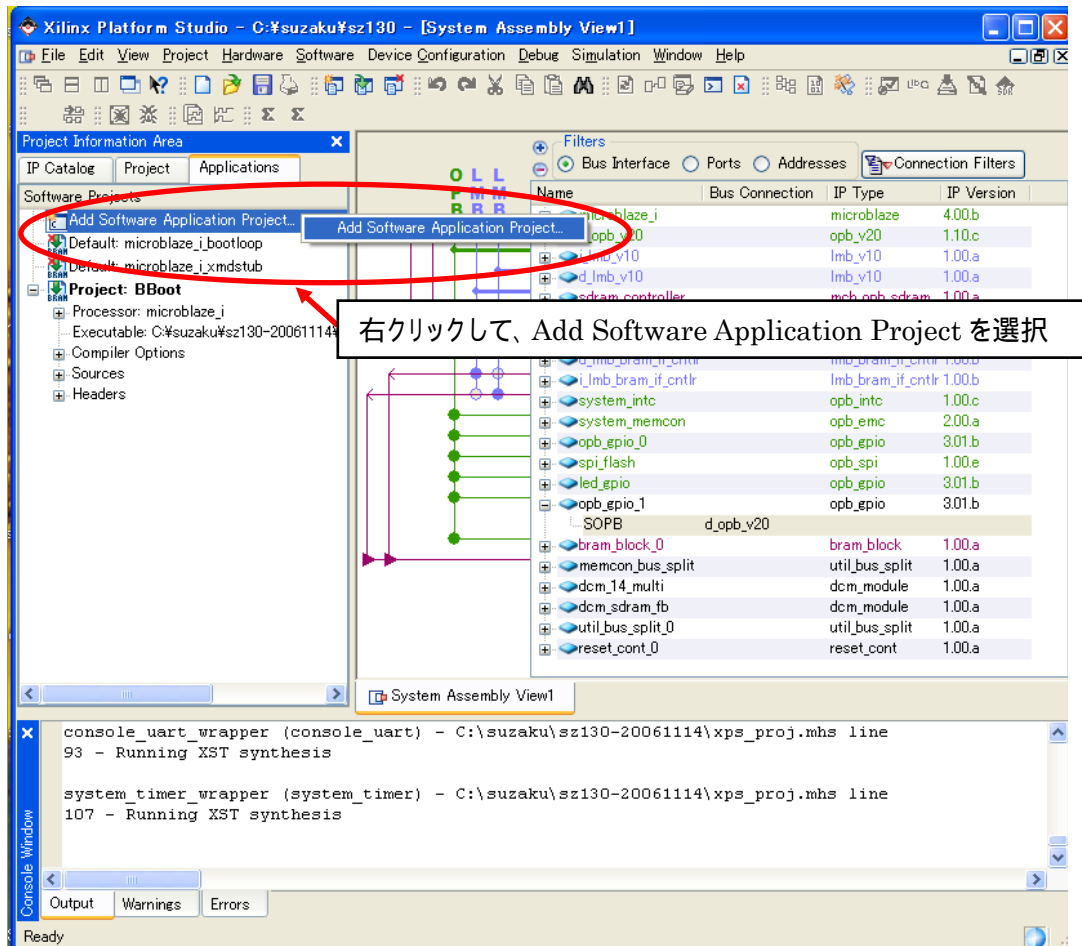 Xilinx Platform Studio - C:¥suzaku¥sz130 - [System Assembly View1]
File Edit View Project Hardware Software Device Configuration Debug Simulation Window Help
Project Information Area
IP Catalog Project Applications
Software Projects
Add Software Application Project...
Add Software Application Project...
Default: microblaze_i_bootloop
Default: microblaze_i_xmdstub
Project: BBoot
Processor: microblaze_i
Executable: C:¥suzaku¥sz130-20061114¥
Compiler Options
Sources
Headers
右クリックして、Add Software Application Project を選択
Filters
Bus Interface Ports Addresses Connection Filters
Name Bus Connection IP Type IP Version
microblaze_i microblaze 4.00.b
d_opb_v20 opb_v20 1.10.c
i_lmb_v10 lmb_v10 1.00.a
d_lmb_v10 lmb_v10 1.00.a
sdram_controller mch_opb_sdram 1.00.a
d_lmb_bram_if_cntlr lmb_bram_if_cntlr 1.00.b
i_lmb_bram_if_cntlr lmb_bram_if_cntlr 1.00.b
system_intc opb_intc 1.00.c
system_memcon opb_emc 2.00.a
opb_gpio_0 opb_gpio 3.01.b
spi_flash opb_spi 1.00.e
led_gpio opb_gpio 3.01.b
opb_gpio_1 opb_gpio 3.01.b
SOPB d_opb_v20
bram_block_0 bram_block 1.00.a
memcon_bus_split util_bus_split 1.00.a
dcm_14_multi dcm_module 1.00.a
dcm_sdram_fb dcm_module 1.00.a
util_bus_split_0 util_bus_split 1.00.a
reset_cont_0 reset_cont 1.00.a
System Assembly View1
console_uart_wrapper (console_uart) - C:\suzaku\sz130-20061114\xps_proj.mhs line
93 - Running XST synthesis
system_timer_wrapper (system_timer) - C:\suzaku\sz130-20061114\xps_proj.mhs line
107 - Running XST synthesis
Console Window
Output Warnings Errors
Ready